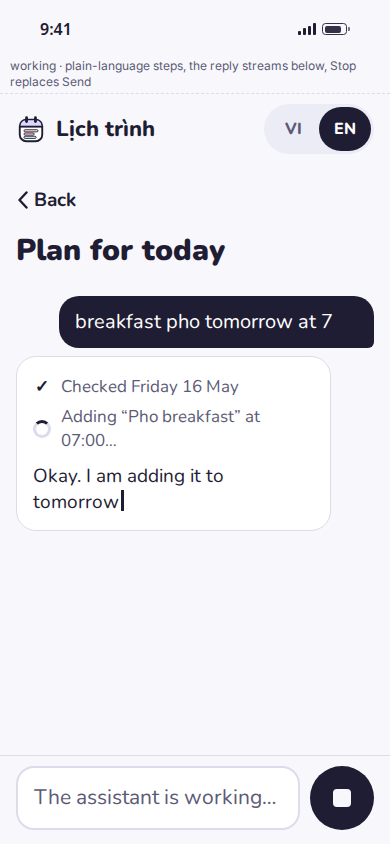 9:41
working · plain-language steps, the reply streams below, Stop
replaces Send
Lịch trình
VI
EN
Back
Plan for today
breakfast pho tomorrow at 7
✓ Checked Friday 16 May
Adding “Pho breakfast” at
07:00...
Okay. I am adding it to
tomorrow
The assistant is working...